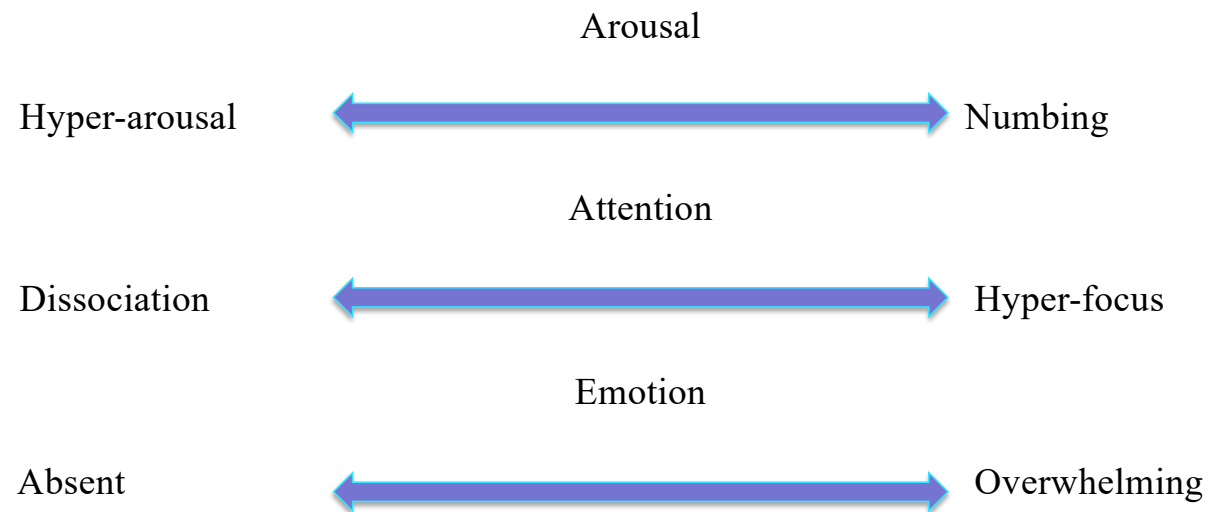 Arousal
Hyper-arousal Numbing
Attention
Dissociation Hyper-focus
Emotion
Absent Overwhelming